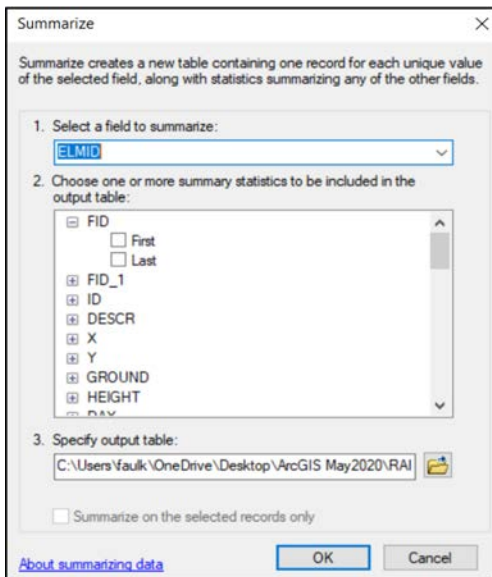 Summarize
Summarize creates a new table containing one record for each unique value
of the selected field, along with statistics summarizing any of the other fields.
1. Select a field to summarize:
ELMID
2. Choose one or more summary statistics to be included in the
output table:
FID
First
Last
FID_1
ID
DESCR
X
Y
GROUND
HEIGHT
DAY
3. Specify output table:
C:\Users\faulk\OneDrive\Desktop\ArcGIS May2020\RAI
Summarize on the selected records only
About summarizing data
OK
Cancel